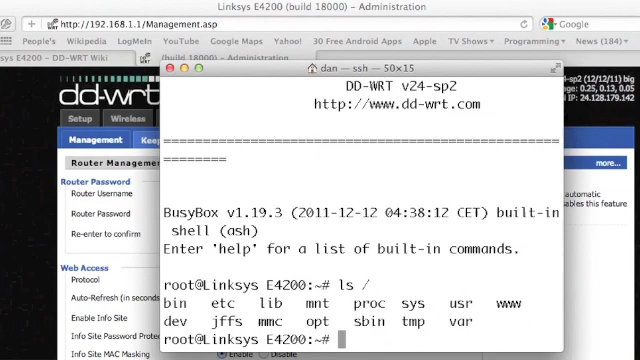 Linksys E4200 (build 18000) - Administration
http://192.168.1.1/Management.asp
Google
People's Wikipedia YouTube Google Maps Yahoo! 30 Free Android Apps Apple TV Shows Programming News (184)
sys E4200 – DD-WRT Wiki
(build 18000) - Administration
dan — ssh — 50×15
dd-wrt
-sp2 (12/12/11) big
0.25, 0.13, 0.05
IP: 24.128.179.142
DD-WRT v24-sp2
http://www.dd-wrt.com
Setup Wireless
Management Keep
Router Management
more...
===================================================
========
Router Password
Router Username
Router Password
Re-enter to confirm
automatic
ables this feature
BusyBox v1.19.3 (2011-12-12 04:38:12 CET) built-in
shell (ash)
Enter 'help' for a list of built-in commands.
Web Access
Protocol
Auto-Refresh (in seconds)
Enable Info Site
Info Site Password Protect
Info Site MAC Masking
root@Linksys E4200:~# ls /
bin etc lib mnt proc sys usr www
dev jffs mmc opt sbin tmp var
root@Linksys E4200:~#
Enable Disable